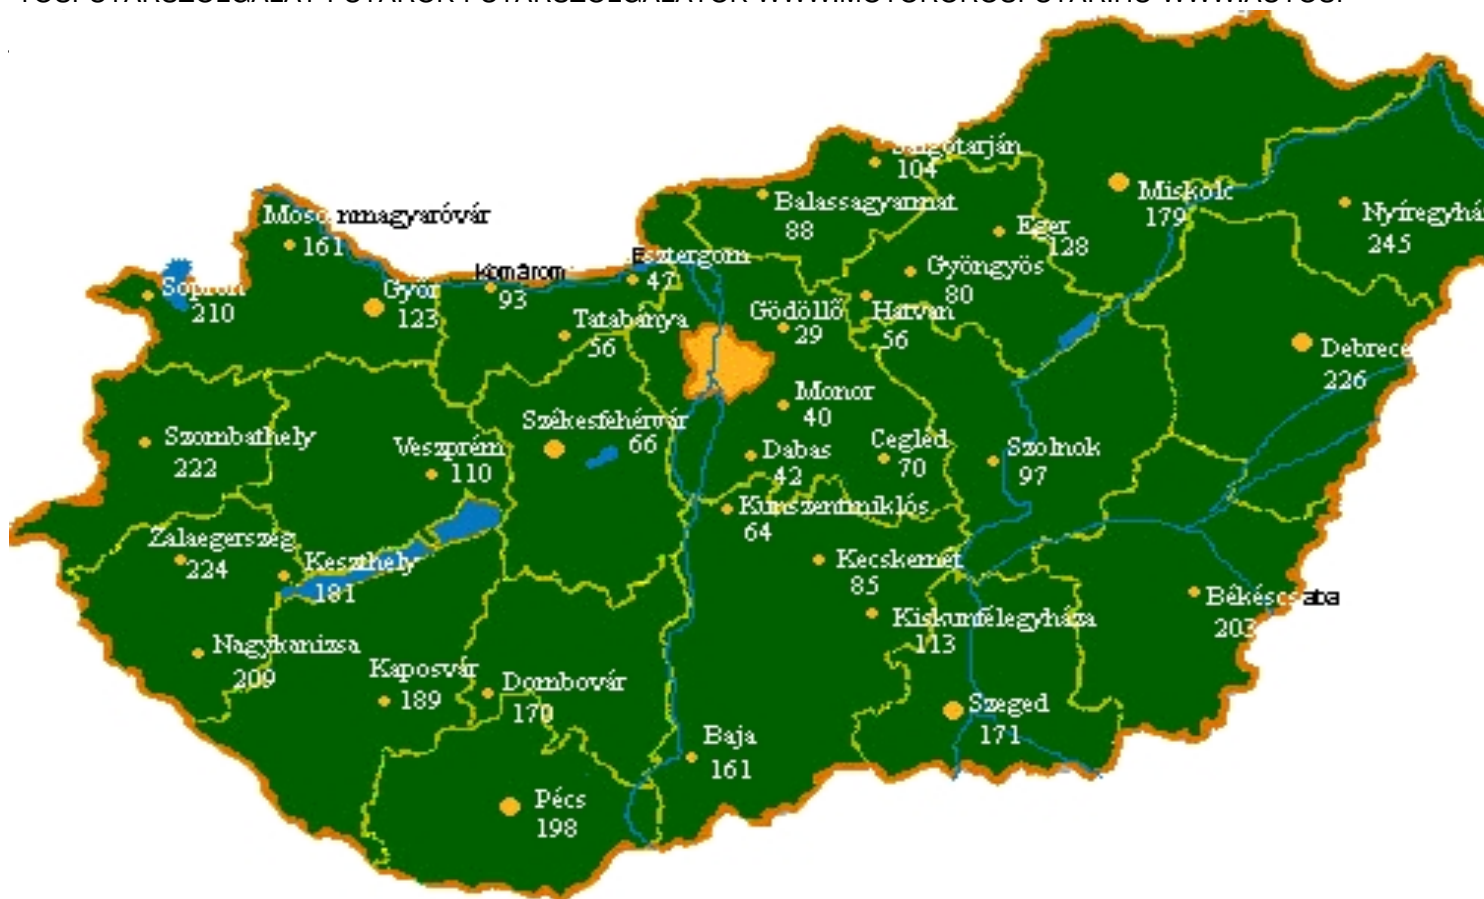 Salgótarján
104
Miskolc
179
Balassagyarmat
88
Nyíregyhá
245
Mosonmagyaróvár
161
Eger
128
Esztergom
47
Gyöngyös
80
Komárom
93
Sopron
210
Győr
123
Gödöllő
29
Hatvan
56
Tatabánya
56
Debrece
226
Monor
40
Székesfehérvár
66
Szombathely
222
Veszprém
110
Cegléd
70
Dabas
42
Szolnok
97
Kunszentmiklós
64
Zalaegerszeg
224
Keszthely
181
Kecskemét
85
Békéscsaba
203
Kiskunfélegyháza
113
Nagykanizsa
209
Kaposvár
189
Dombovár
170
Szeged
171
Baja
161
Pécs
198